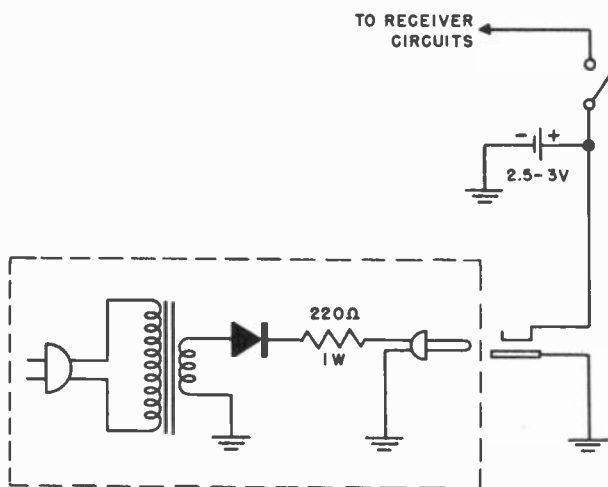 TO RECEIVER
CIRCUITS
- +
2.5-3V
220Ω
1W